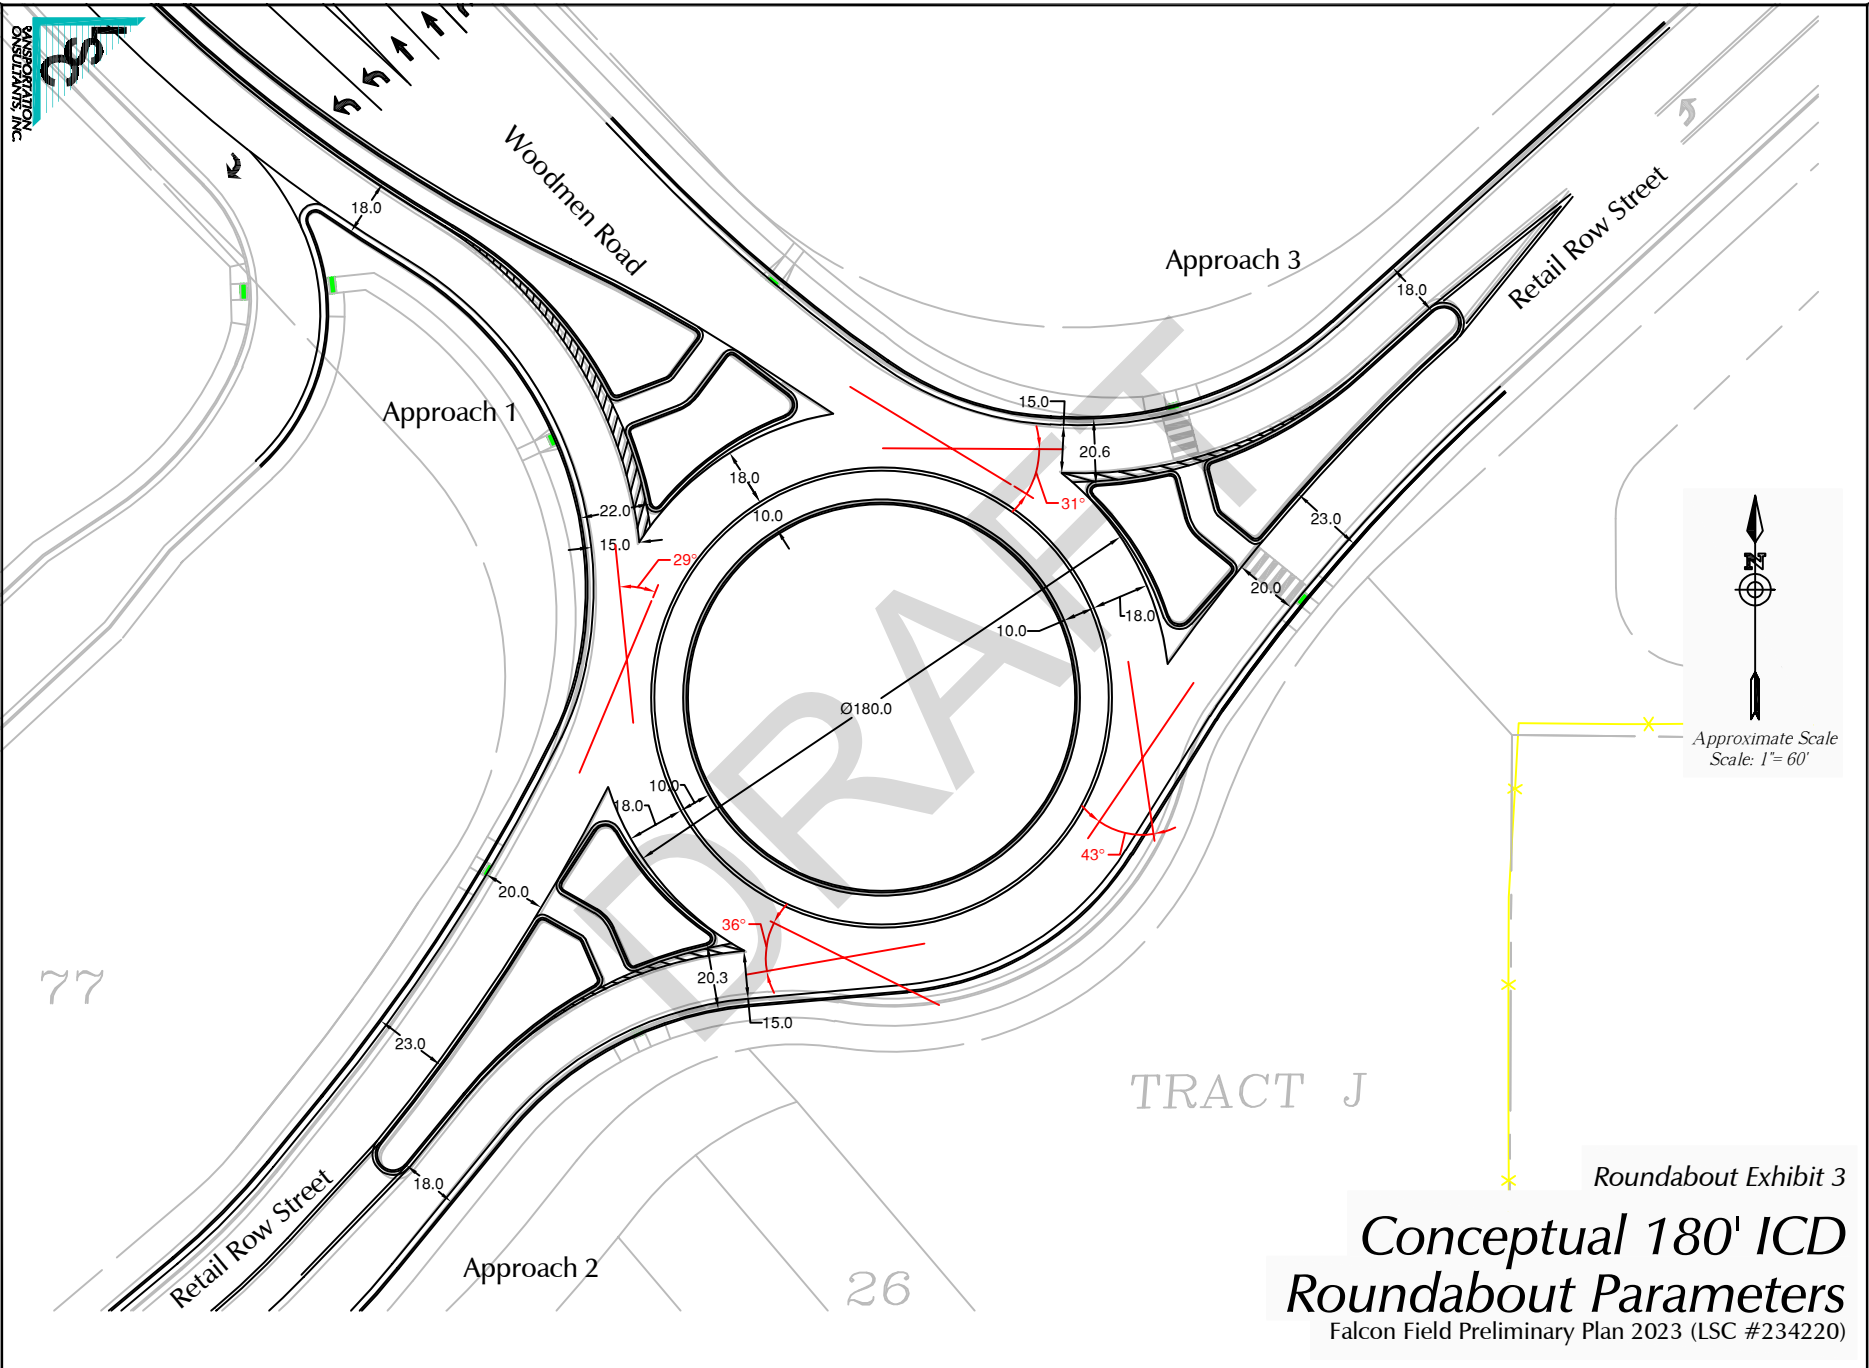 LSC
TRANSPORTATION
CONSULTANTS, INC.
Woodmen Road
Approach 3
Retail Row Street
Approach 1
18.0
18.0
15.0
20.6
31°
18.0
10.0
22.0
15.0
29°
23.0
20.0
18.0
10.0
Ø180.0
10.0
18.0
43°
20.0
36°
20.3
15.0
23.0
18.0
DRAFT
N
Approximate Scale
Scale: 1"= 60'
77
TRACT J
26
Retail Row Street
Approach 2
Roundabout Exhibit 3
Conceptual 180' ICD
Roundabout Parameters
Falcon Field Preliminary Plan 2023 (LSC #234220)